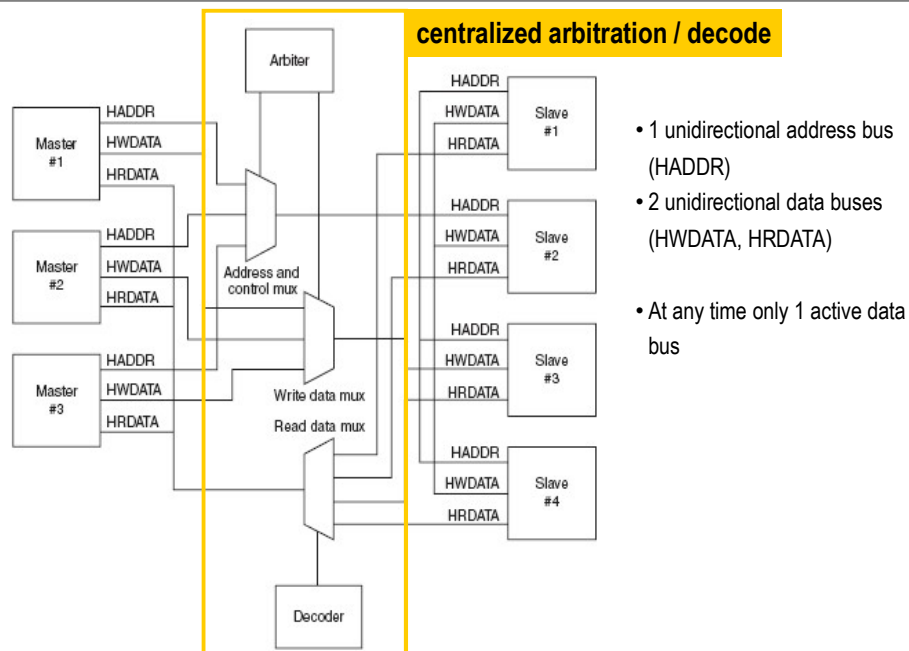 centralized arbitration / decode
Arbiter
Master
#1
HADDR
HWDATA
HRDATA
Master
#2
HADDR
HWDATA
HRDATA
Master
#3
HADDR
HWDATA
HRDATA
Address and
control mux
Write data mux
Read data mux
Decoder
HADDR
HWDATA
HRDATA
Slave
#1
HADDR
HWDATA
HRDATA
Slave
#2
HADDR
HWDATA
HRDATA
Slave
#3
HADDR
HWDATA
HRDATA
Slave
#4
• 1 unidirectional address bus
(HADDR)
• 2 unidirectional data buses
(HWDATA, HRDATA)
• At any time only 1 active data
bus